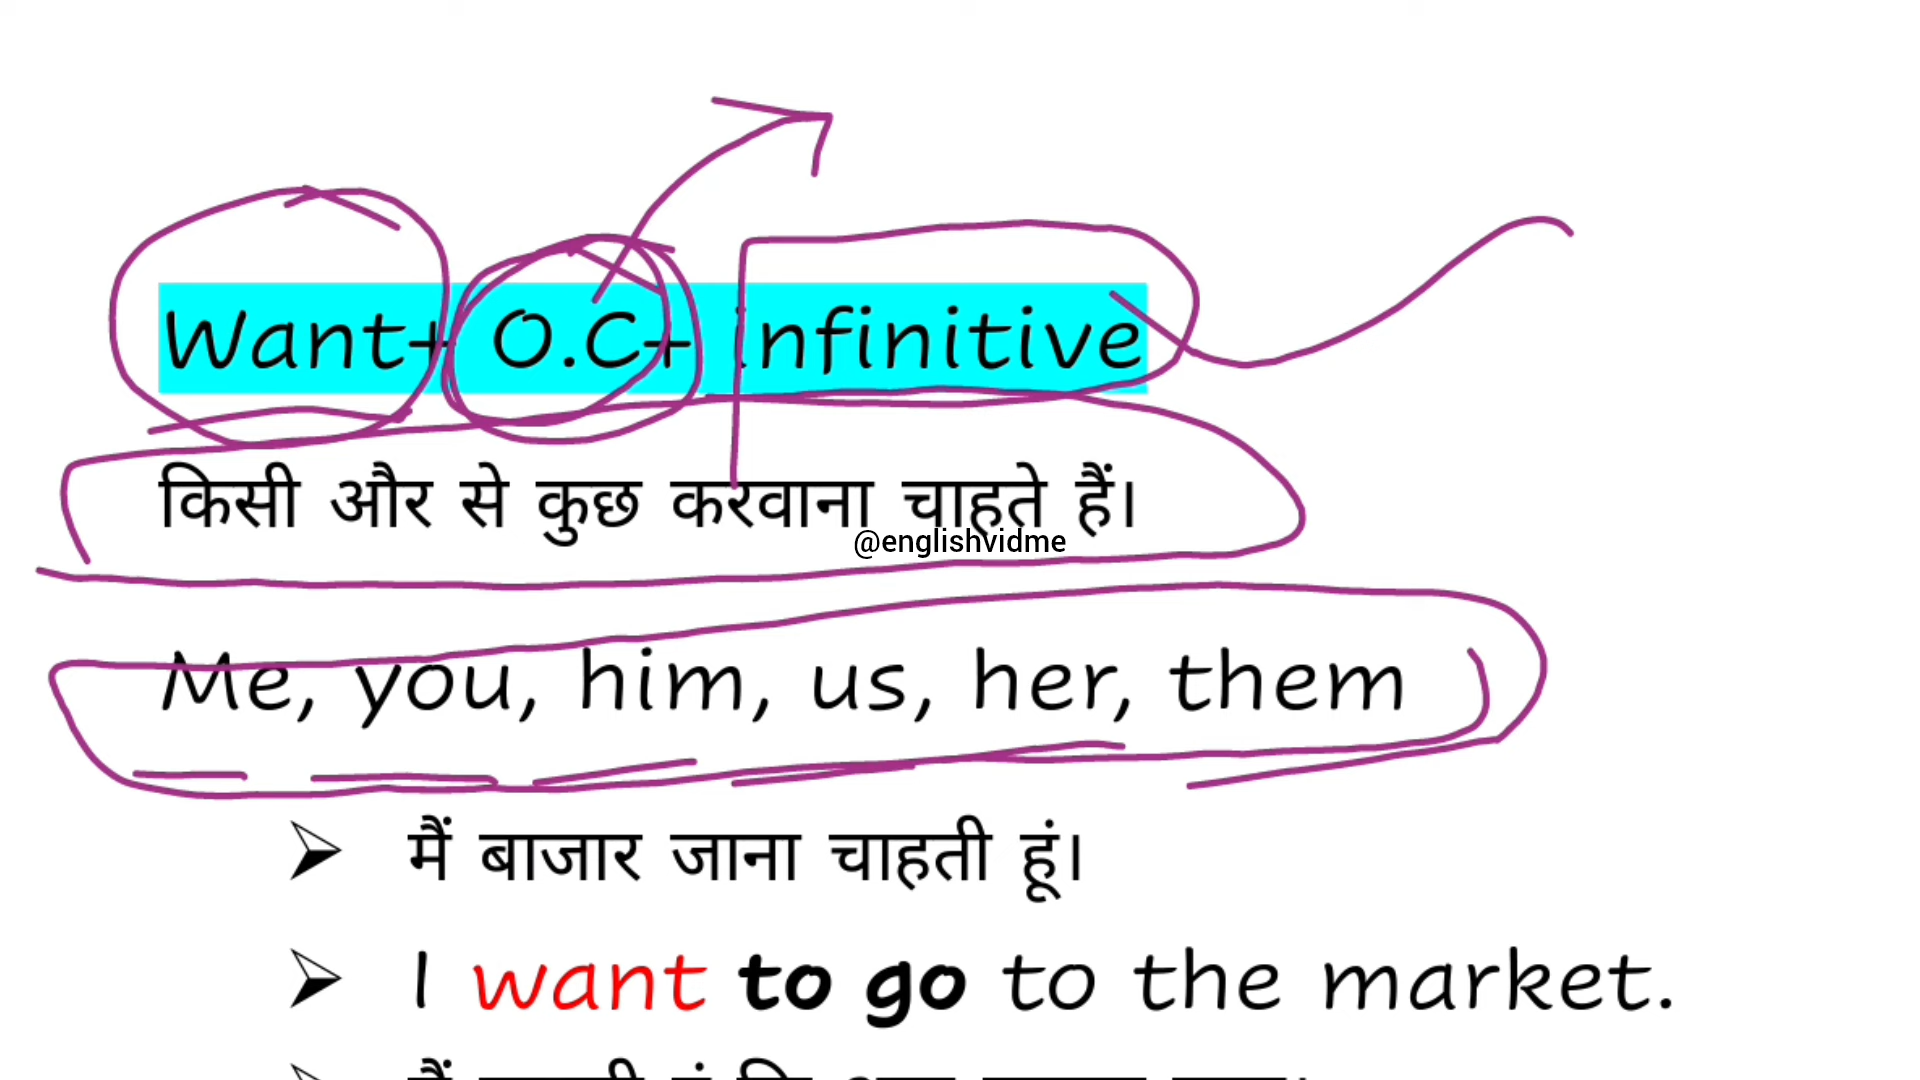 Want+ O.C+ infinitive
किसी और से कुछ करवाना चाहते हैं।
@englishvidme
Me, you, him, us, her, them
➢ मैं बाजार जाना चाहती हूं।
➢ I want to go to the market.